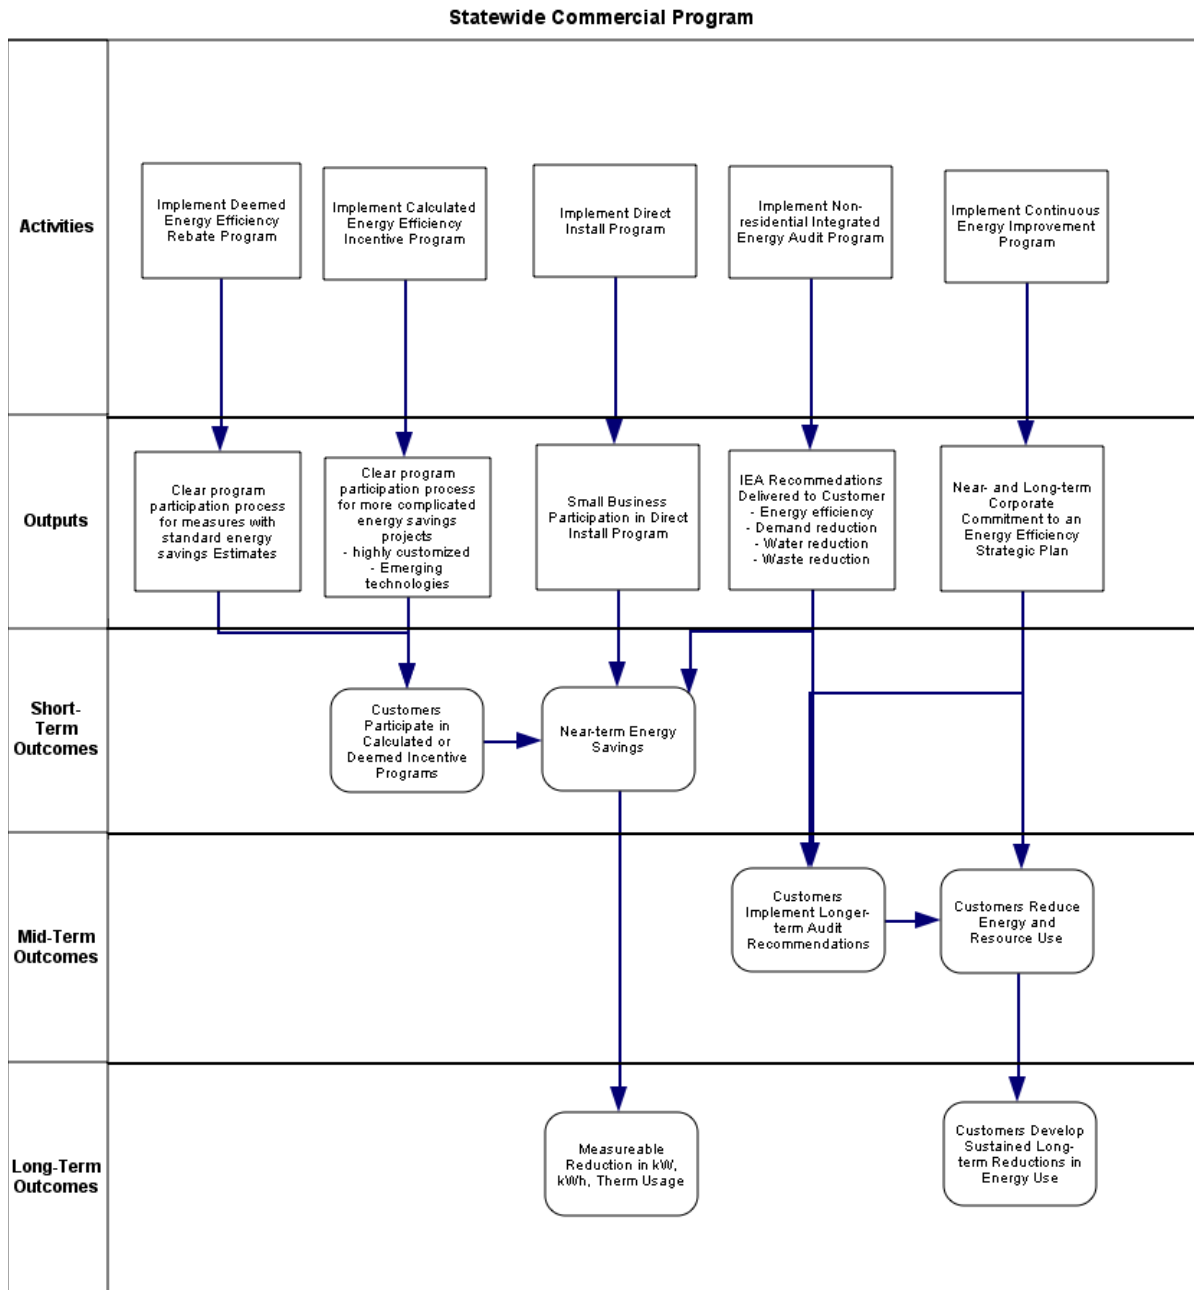 Statewide Commercial Program
Activities
Implement Deemed
Energy Efficiency
Rebate Program
Implement Calculated
Energy Efficiency
Incentive Program
Implement Direct
Install Program
Implement Non-
residential Integrated
Energy Audit Program
Implement Continuous
Energy Improvement
Program
Outputs
Clear program
participation process
for measures with
standard energy
savings Estimates
Clear program
participation process
for more complicated
energy savings
projects
- highly customized
- Emerging
technologies
Small Business
Participation in Direct
Install Program
IEA Recommedations
Delivered to Customer
- Energy efficiency
- Demand reduction
- Water reduction
- Waste reduction
Near- and Long-term
Corporate
Commitment to an
Energy Efficiency
Strategic Plan
Short-
Term
Outcomes
Customers
Participate in
Calculated or
Deemed Incentive
Programs
Near-term Energy
Savings
Mid-Term
Outcomes
Customers
Implement Longer-
term Audit
Recommendations
Customers Reduce
Energy and
Resource Use
Long-Term
Outcomes
Measureable
Reduction in kW,
kWh, Therm Usage
Customers Develop
Sustained Long-
term Reductions in
Energy Use